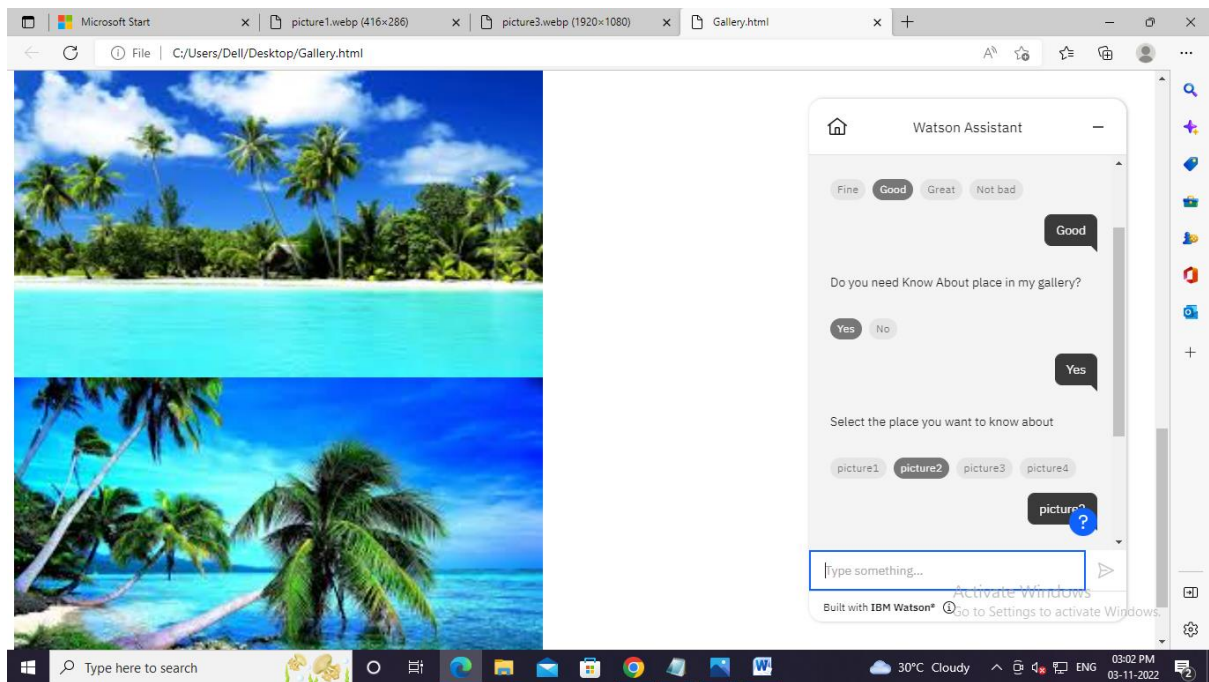 Microsoft Start
picture1.webp (416×286)
picture3.webp (1920×1080)
Gallery.html
File | C:/Users/Dell/Desktop/Gallery.html
Watson Assistant
Fine Good Great Not bad
Good
Do you need Know About place in my gallery?
Yes No
Yes
Select the place you want to know about
picture1 picture2 picture3 picture4
Type something...
Built with IBM Watson®
Activate Windows
Go to Settings to activate Windows.
Type here to search
30°C Cloudy
ENG
03:02 PM
03-11-2022
2